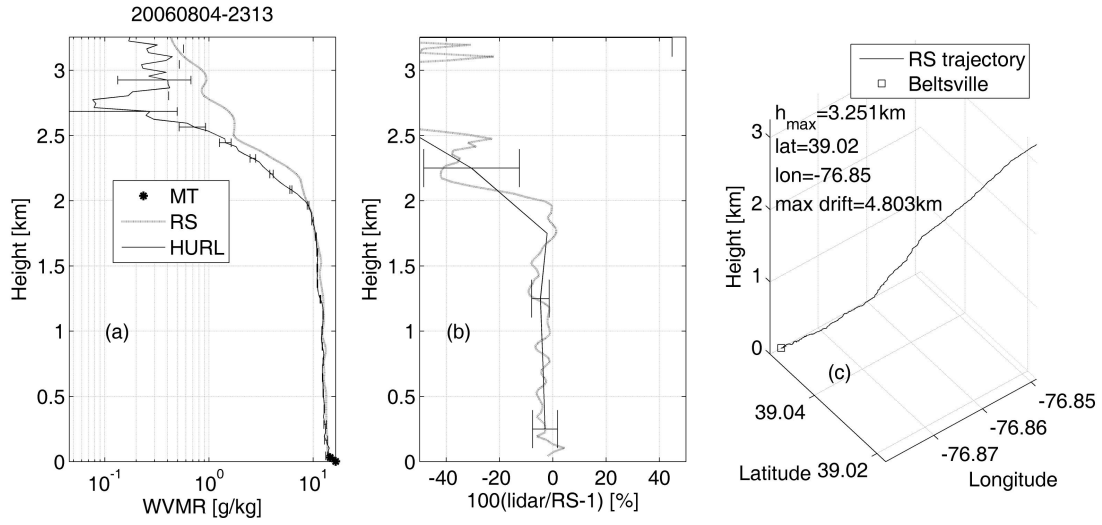 20060804-2313
3
2.5
2
1.5
1
0.5
0
Height [km]
MT
RS
HURL
(a)
10⁻¹
10⁰
10¹
WVMR [g/kg]
3
2.5
2
1.5
1
0.5
0
Height [km]
(b)
-40
-20
0
20
40
100(lidar/RS-1) [%]
RS trajectory
Beltsville
h_max=3.251km
lat=39.02
lon=-76.85
max drift=4.803km
3
2
1
0
Height [km]
(c)
39.04
39.02
Latitude
-76.87
-76.86
-76.85
Longitude